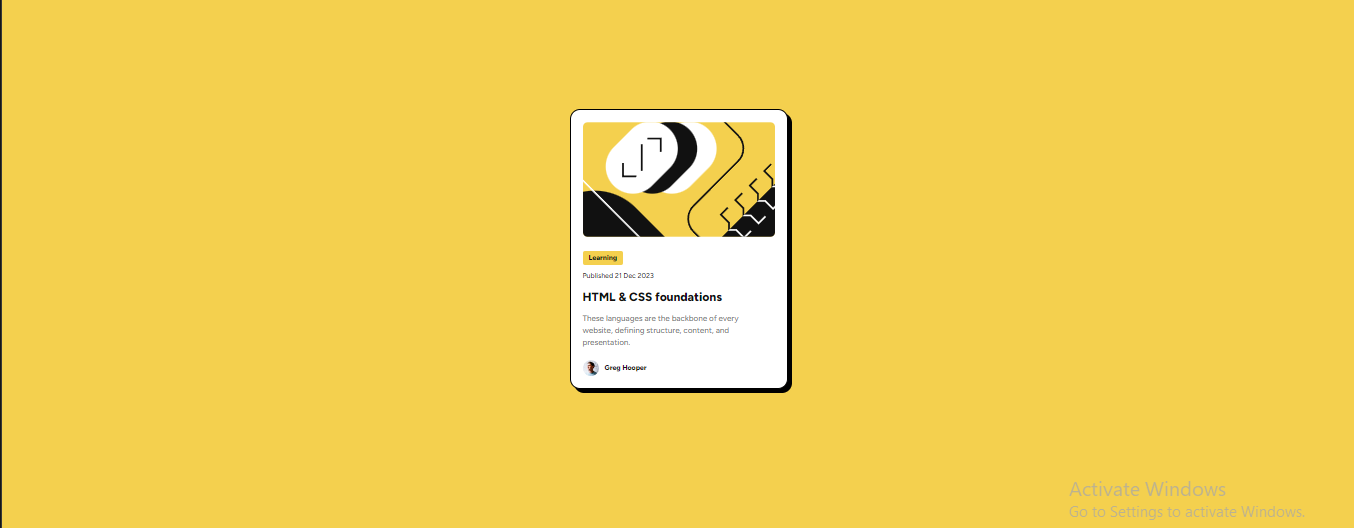 Learning
Published 21 Dec 2023
HTML & CSS foundations
These languages are the backbone of every
website, defining structure, content, and
presentation.
Greg Hooper
Activate Windows
Go to Settings to activate Windows.